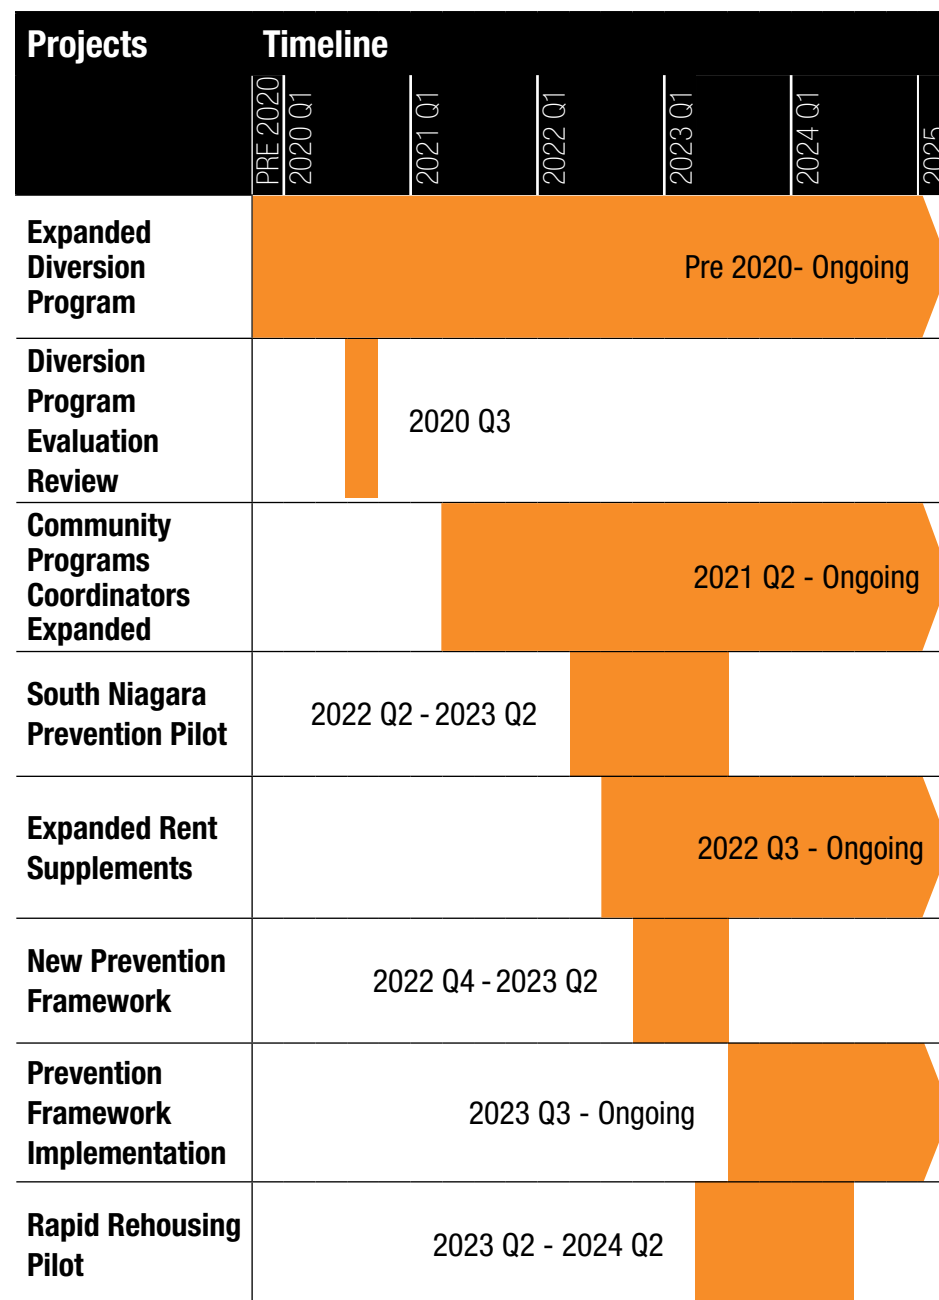 Projects
Timeline
PRE 2020
2020 Q1
2021 Q1
2022 Q1
2023 Q1
2024 Q1
2025
Expanded
Diversion
Program
Pre 2020- Ongoing
Diversion
Program
Evaluation
Review
2020 Q3
Community
Programs
Coordinators
Expanded
2021 Q2 - Ongoing
South Niagara
Prevention Pilot
2022 Q2 - 2023 Q2
Expanded Rent
Supplements
2022 Q3 - Ongoing
New Prevention
Framework
2022 Q4 - 2023 Q2
Prevention
Framework
Implementation
2023 Q3 - Ongoing
Rapid Rehousing
Pilot
2023 Q2 - 2024 Q2